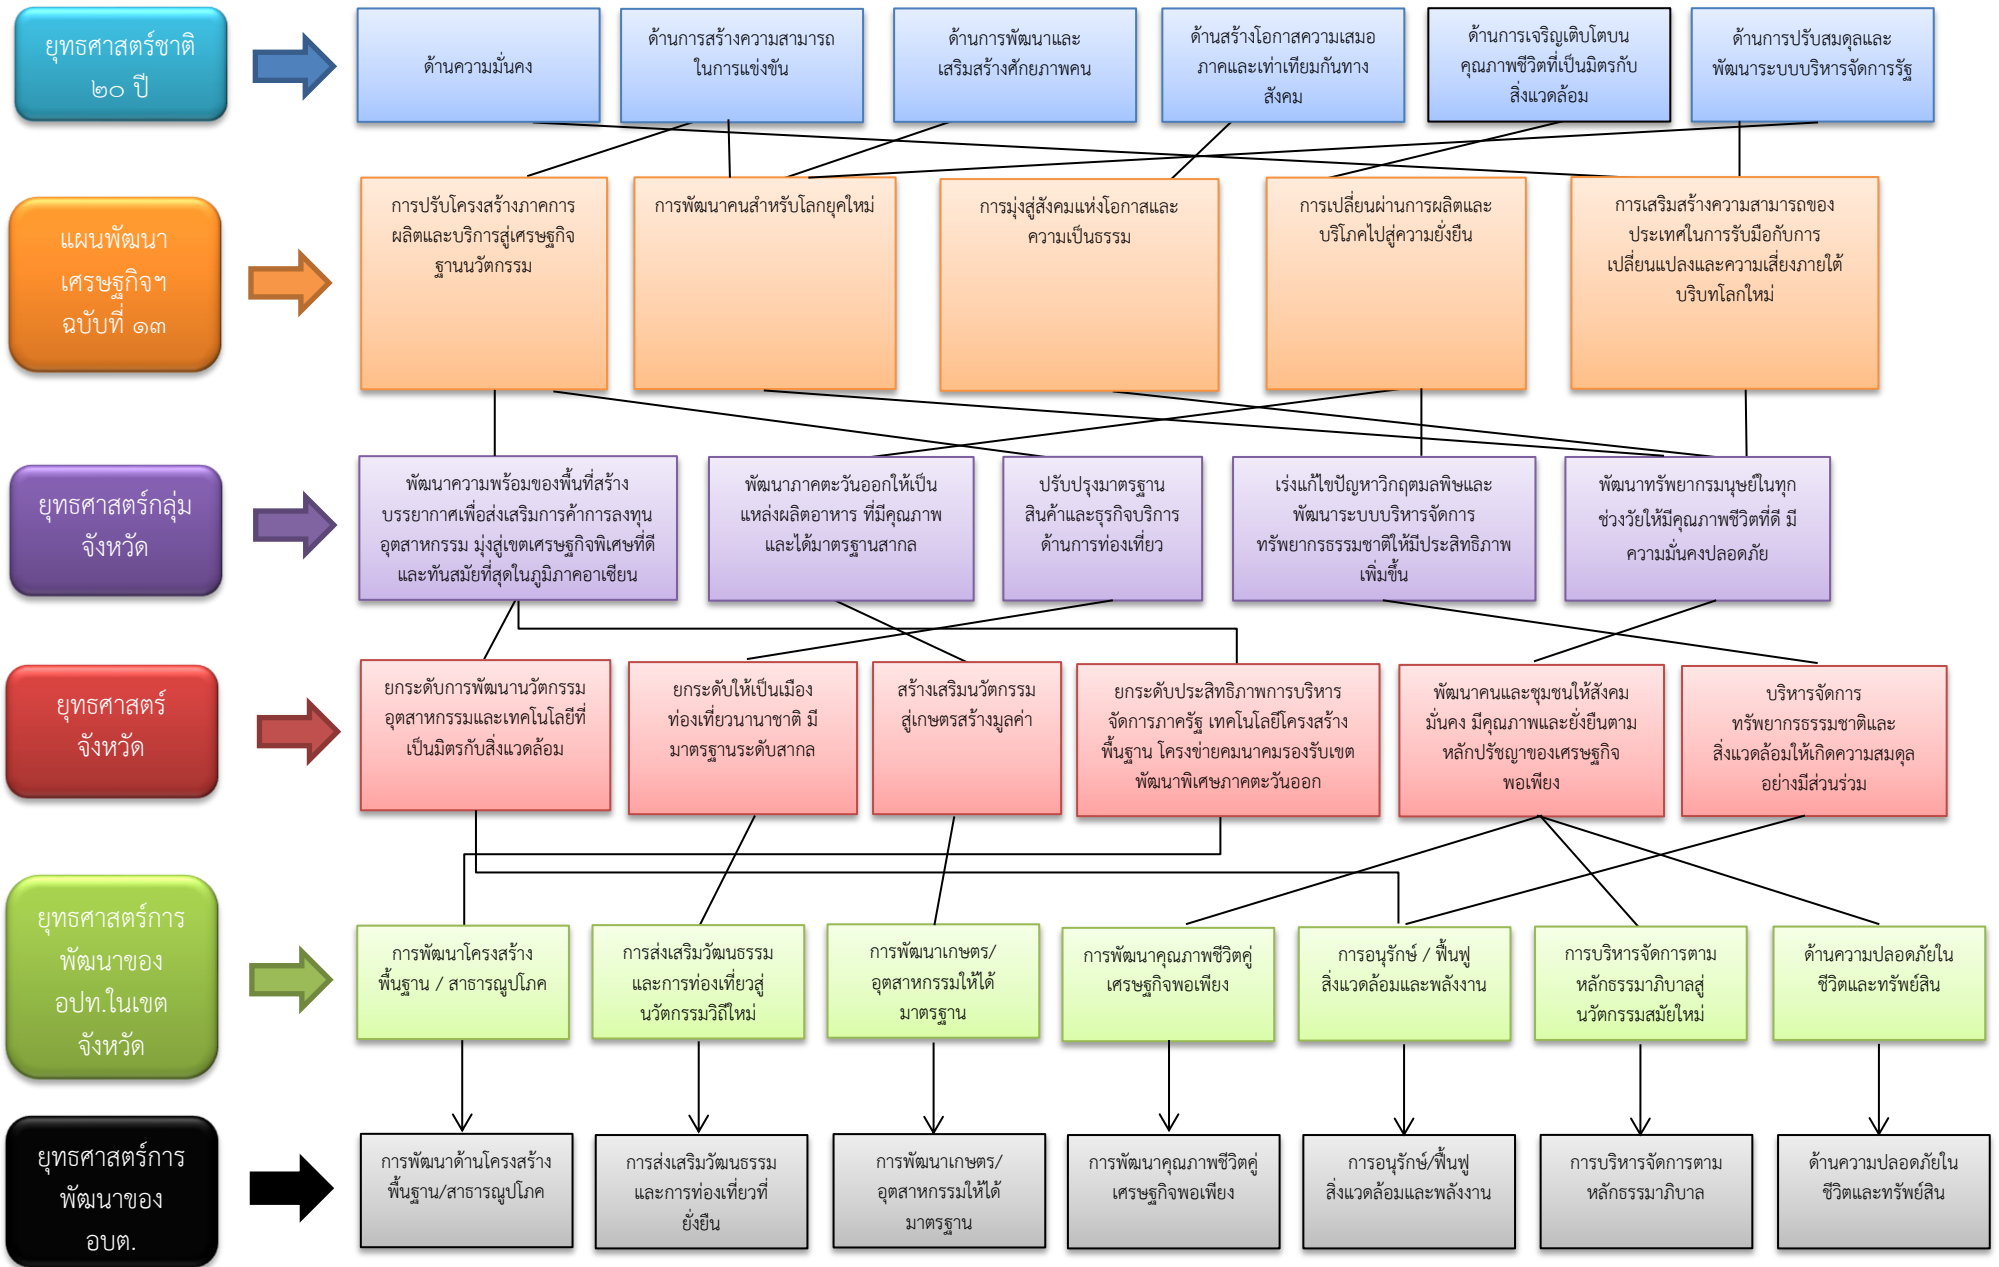 ยุทธศาสตร์ชาติ
๒๐ ปี
ด้านความมั่นคง
ด้านการสร้างความสามารถ
ในการแข่งขัน
ด้านการพัฒนาและ
เสริมสร้างศักยภาพคน
ด้านสร้างโอกาสความเสมอ
ภาคและเท่าเทียมกันทาง
สังคม
ด้านการเจริญเติบโตบน
คุณภาพชีวิตที่เป็นมิตรกับ
สิ่งแวดล้อม
ด้านการปรับสมดุลและ
พัฒนาระบบบริหารจัดการรัฐ
แผนพัฒนา
เศรษฐกิจฯ
ฉบับที่ ๑๓
การปรับโครงสร้างภาคการ
ผลิตและบริการสู่เศรษฐกิจ
ฐานนวัตกรรม
การพัฒนาคนสำหรับโลกยุคใหม่
การมุ่งสู่สังคมแห่งโอกาสและ
ความเป็นธรรม
การเปลี่ยนผ่านการผลิตและ
บริโภคไปสู่ความยั่งยืน
การเสริมสร้างความสามารถของ
ประเทศในการรับมือกับการ
เปลี่ยนแปลงและความเสี่ยงภายใต้
บริบทโลกใหม่
ยุทธศาสตร์กลุ่ม
จังหวัด
พัฒนาความพร้อมของพื้นที่สร้าง
บรรยากาศเพื่อส่งเสริมการค้าการลงทุน
อุตสาหกรรม มุ่งสู่เขตเศรษฐกิจพิเศษที่ดี
และทันสมัยที่สุดในภูมิภาคอาเซียน
พัฒนาภาคตะวันออกให้เป็น
แหล่งผลิตอาหาร ที่มีคุณภาพ
และได้มาตรฐานสากล
ปรับปรุงมาตรฐาน
สินค้าและธุรกิจบริการ
ด้านการท่องเที่ยว
เร่งแก้ไขปัญหาวิกฤตมลพิษและ
พัฒนาระบบบริหารจัดการ
ทรัพยากรธรรมชาติให้มีประสิทธิภาพ
เพิ่มขึ้น
พัฒนาทรัพยากรมนุษย์ในทุก
ช่วงวัยให้มีคุณภาพชีวิตที่ดี มี
ความมั่นคงปลอดภัย
ยุทธศาสตร์
จังหวัด
ยกระดับการพัฒนานวัตกรรม
อุตสาหกรรมและเทคโนโลยีที่
เป็นมิตรกับสิ่งแวดล้อม
ยกระดับให้เป็นเมือง
ท่องเที่ยวนานาชาติ มี
มาตรฐานระดับสากล
สร้างเสริมนวัตกรรม
สู่เกษตรสร้างมูลค่า
ยกระดับประสิทธิภาพการบริหาร
จัดการภาครัฐ เทคโนโลยีโครงสร้าง
พื้นฐาน โครงข่ายคมนาคมรองรับเขต
พัฒนาพิเศษภาคตะวันออก
พัฒนาคนและชุมชนให้สังคม
มั่นคง มีคุณภาพและยั่งยืนตาม
หลักปรัชญาของเศรษฐกิจ
พอเพียง
บริหารจัดการ
ทรัพยากรธรรมชาติและ
สิ่งแวดล้อมให้เกิดความสมดุล
อย่างมีส่วนร่วม
ยุทธศาสตร์การ
พัฒนาของ
อปท.ในเขต
จังหวัด
การพัฒนาโครงสร้าง
พื้นฐาน / สาธารณูปโภค
การส่งเสริมวัฒนธรรม
และการท่องเที่ยวสู่
นวัตกรรมวิถีใหม่
การพัฒนาเกษตร/
อุตสาหกรรมให้ได้
มาตรฐาน
การพัฒนาคุณภาพชีวิตคู่
เศรษฐกิจพอเพียง
การอนุรักษ์ / ฟื้นฟู
สิ่งแวดล้อมและพลังงาน
การบริหารจัดการตาม
หลักธรรมาภิบาลสู่
นวัตกรรมสมัยใหม่
ด้านความปลอดภัยใน
ชีวิตและทรัพย์สิน
ยุทธศาสตร์การ
พัฒนาของ
อบต.
การพัฒนาด้านโครงสร้าง
พื้นฐาน/สาธารณูปโภค
การส่งเสริมวัฒนธรรม
และการท่องเที่ยวที่
ยั่งยืน
การพัฒนาเกษตร/
อุตสาหกรรมให้ได้
มาตรฐาน
การพัฒนาคุณภาพชีวิตคู่
เศรษฐกิจพอเพียง
การอนุรักษ์/ฟื้นฟู
สิ่งแวดล้อมและพลังงาน
การบริหารจัดการตาม
หลักธรรมาภิบาล
ด้านความปลอดภัยใน
ชีวิตและทรัพย์สิน